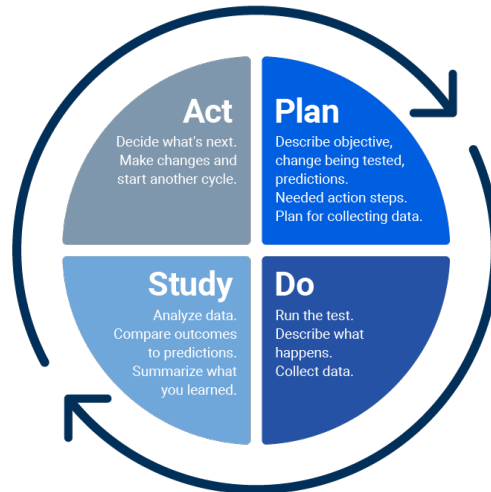 Act
Decide what's next.
Make changes and
start another cycle.
Plan
Describe objective,
change being tested,
predictions.
Needed action steps.
Plan for collecting data.
Study
Analyze data.
Compare outcomes
to predictions.
Summarize what
you learned.
Do
Run the test.
Describe what
happens.
Collect data.